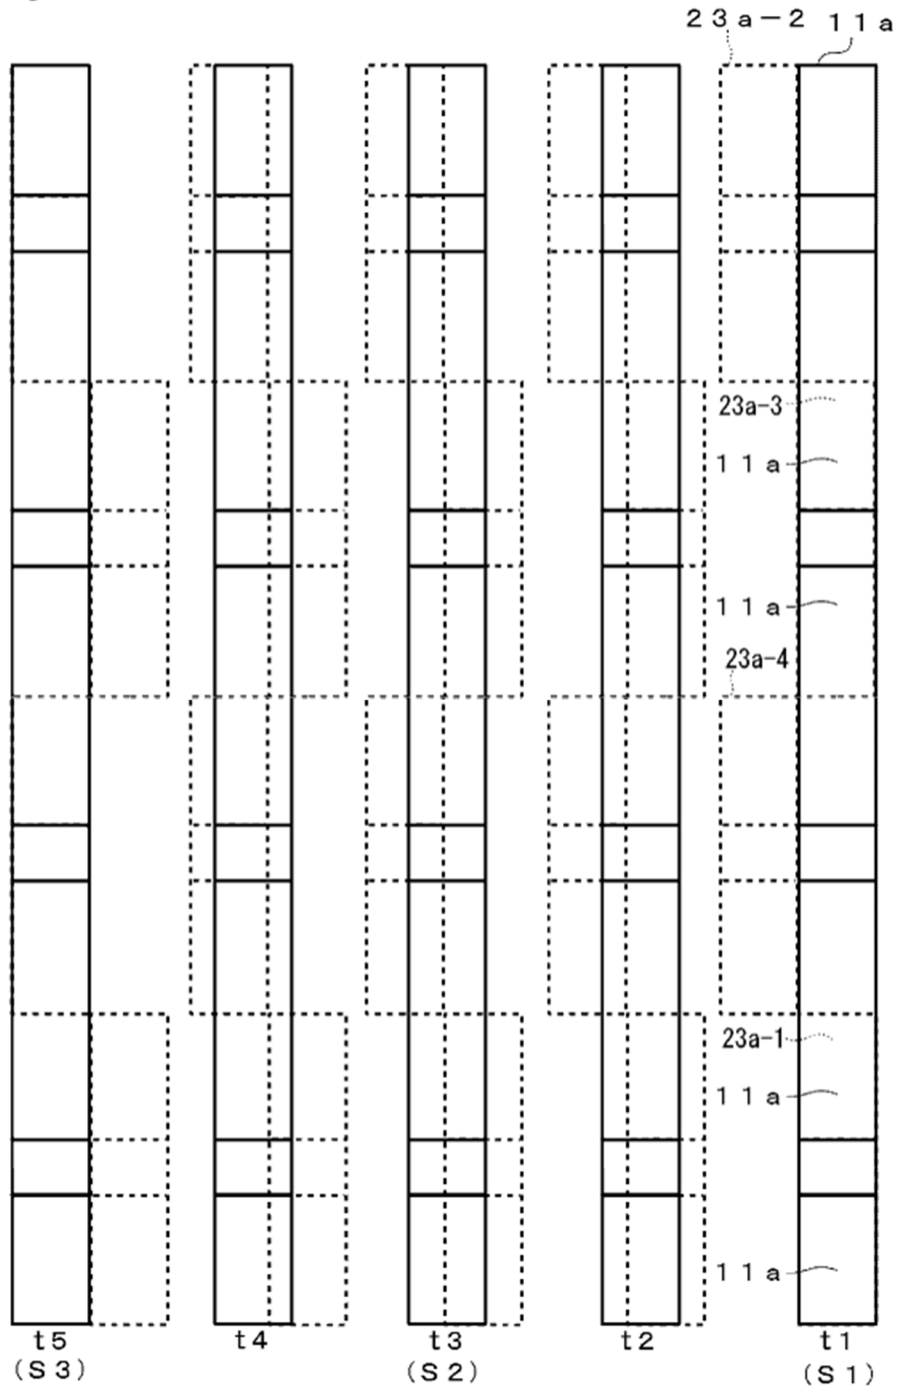 ２３ａ－２ １１ａ
23a-3
１１ａ
１１ａ
23a-4
23a-1
１１ａ
１１ａ
ｔ５ ｔ４ ｔ３ ｔ２ ｔ１
（Ｓ３） （Ｓ２） （Ｓ１）